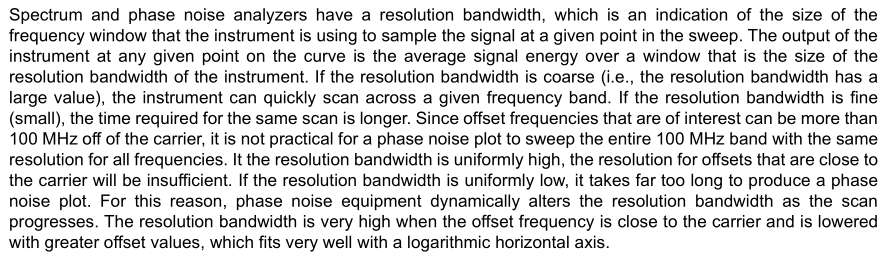 Spectrum and phase noise analyzers have a resolution bandwidth, which is an indication of the size of the
frequency window that the instrument is using to sample the signal at a given point in the sweep. The output of the
instrument at any given point on the curve is the average signal energy over a window that is the size of the
resolution bandwidth of the instrument. If the resolution bandwidth is coarse (i.e., the resolution bandwidth has a
large value), the instrument can quickly scan across a given frequency band. If the resolution bandwidth is fine
(small), the time required for the same scan is longer. Since offset frequencies that are of interest can be more than
100 MHz off of the carrier, it is not practical for a phase noise plot to sweep the entire 100 MHz band with the same
resolution for all frequencies. It the resolution bandwidth is uniformly high, the resolution for offsets that are close to
the carrier will be insufficient. If the resolution bandwidth is uniformly low, it takes far too long to produce a phase
noise plot. For this reason, phase noise equipment dynamically alters the resolution bandwidth as the scan
progresses. The resolution bandwidth is very high when the offset frequency is close to the carrier and is lowered
with greater offset values, which fits very well with a logarithmic horizontal axis.